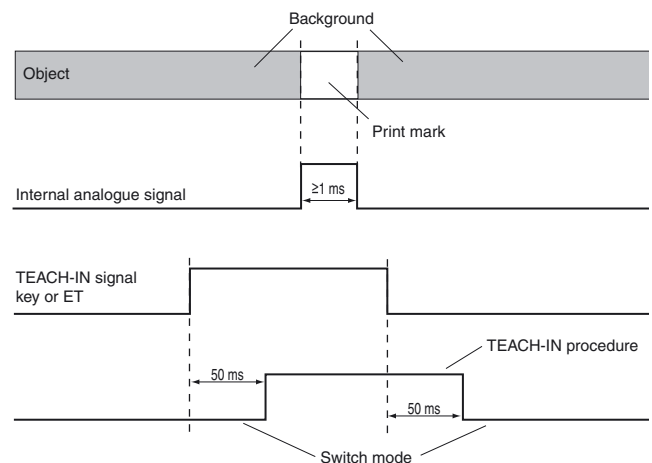 Background
Object
Print mark
≥1 ms
Internal analogue signal
TEACH-IN signal
key or ET
TEACH-IN procedure
50 ms
50 ms
Switch mode